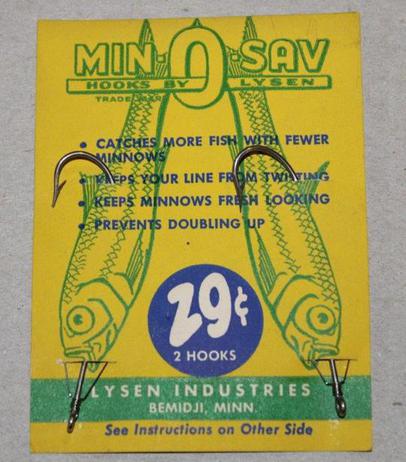 MIN·O·SAV
HOOKS BY LYSEN
TRADE MARK
• CATCHES MORE FISH WITH FEWER
MINNOWS
• KEEPS YOUR LINE FROM TWISTING
• KEEPS MINNOWS FRESH LOOKING
• PREVENTS DOUBLING UP
29¢
2 HOOKS
LYSEN INDUSTRIES
BEMIDJI, MINN.
See Instructions on Other Side